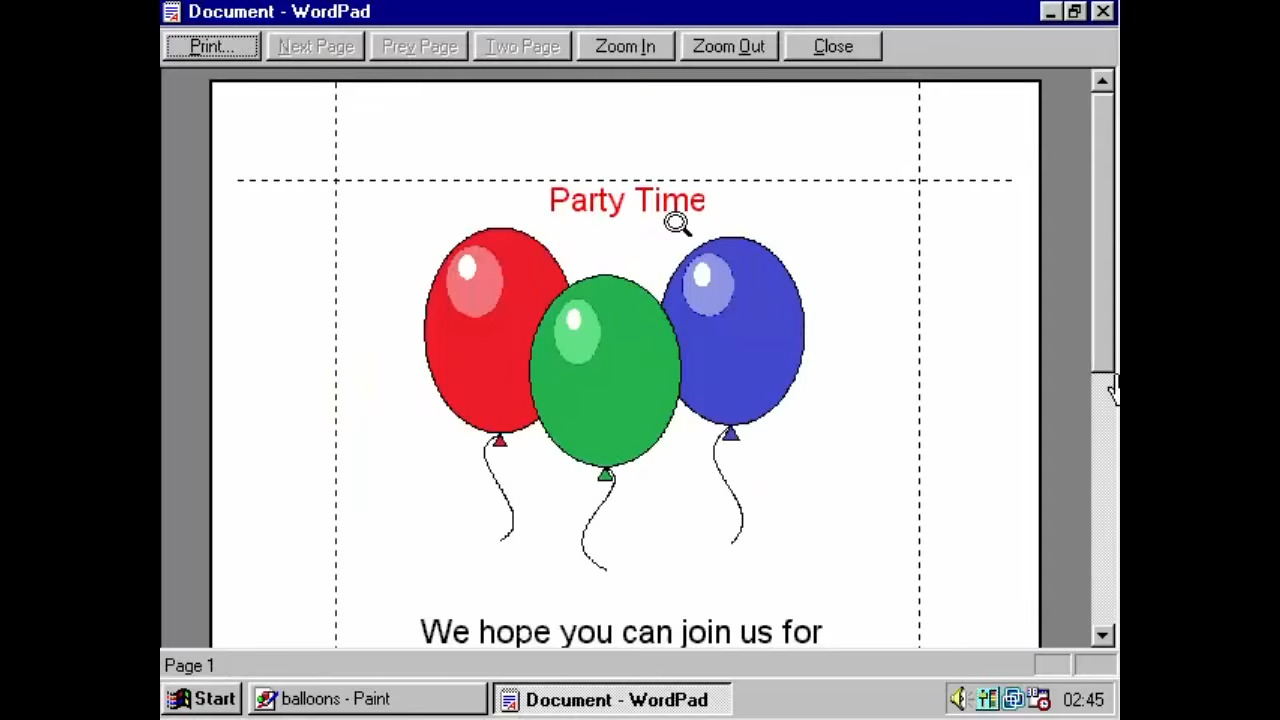 Document - WordPad
Print... Next Page Prev Page Two Page Zoom In Zoom Out Close
Party Time
We hope you can join us for
Page 1
Start balloons - Paint Document - WordPad 02:45